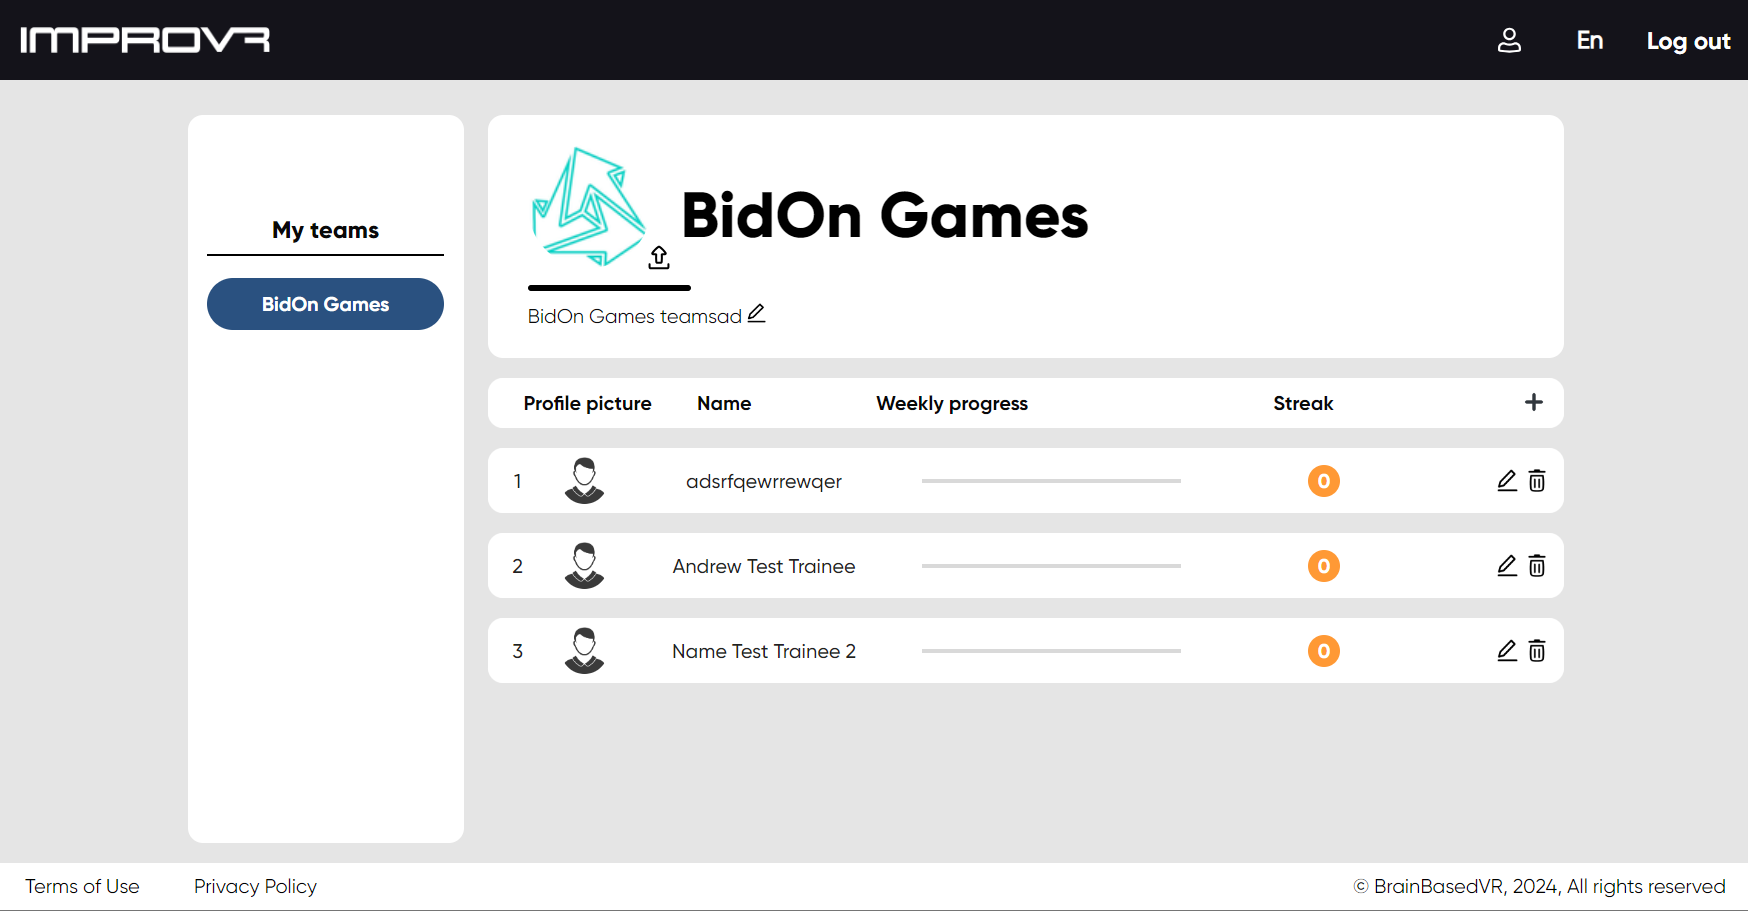 IMPROVR
En
Log out
My teams
BidOn Games
BidOn Games
BidOn Games teamsad
Profile picture Name Weekly progress Streak +
1 adsrfqewrrewqer 0
2 Andrew Test Trainee 0
3 Name Test Trainee 2 0
Terms of Use Privacy Policy © BrainBasedVR, 2024, All rights reserved